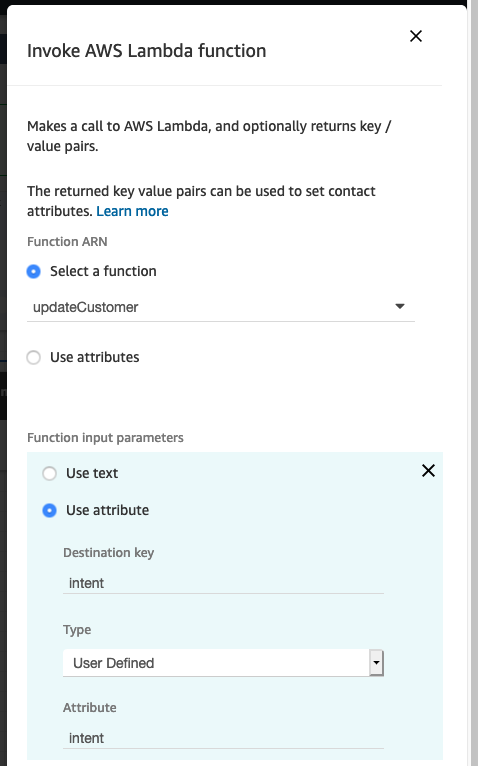 Invoke AWS Lambda function
Makes a call to AWS Lambda, and optionally returns key /
value pairs.
The returned key value pairs can be used to set contact
attributes. Learn more
Function ARN
Select a function
updateCustomer
Use attributes
Function input parameters
Use text
Use attribute
Destination key
intent
Type
User Defined
Attribute
intent